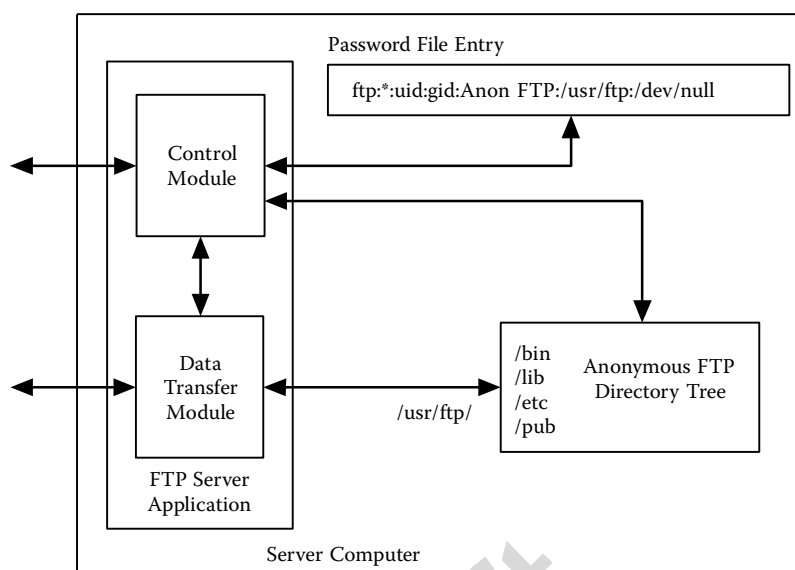 Password File Entry
ftp:*:uid:gid:Anon FTP:/usr/ftp:/dev/null
Control
Module
Data
Transfer
Module
/usr/ftp/
/bin
/lib
/etc
/pub
Anonymous FTP
Directory Tree
FTP Server
Application
Server Computer